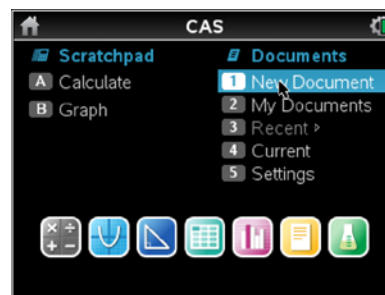 CAS
Scratchpad
A Calculate
B Graph
Documents
1 New Document
2 My Documents
3 Recent ▹
4 Current
5 Settings